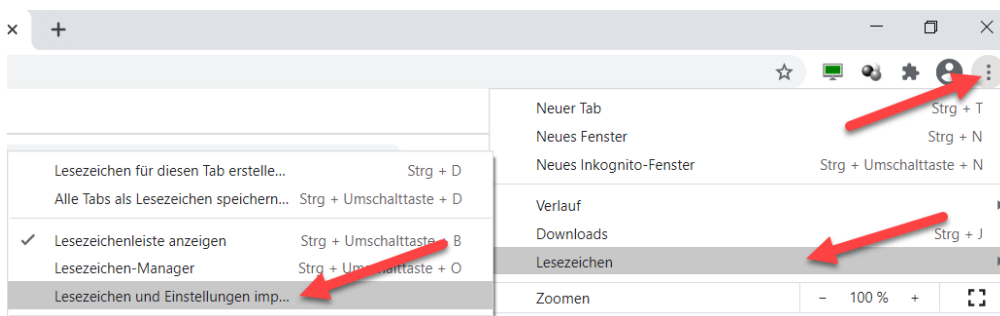 Neuer Tab Strg + T
Neues Fenster Strg + N
Neues Inkognito-Fenster Strg + Umschalttaste + N
Verlauf
Downloads Strg + J
Lesezeichen
Zoomen - 100 % +
Lesezeichen für diesen Tab erstelle... Strg + D
Alle Tabs als Lesezeichen speichern... Strg + Umschalttaste + D
Lesezeichenleiste anzeigen Strg + Umschalttaste + B
Lesezeichen-Manager Strg + Umschalttaste + O
Lesezeichen und Einstellungen imp...